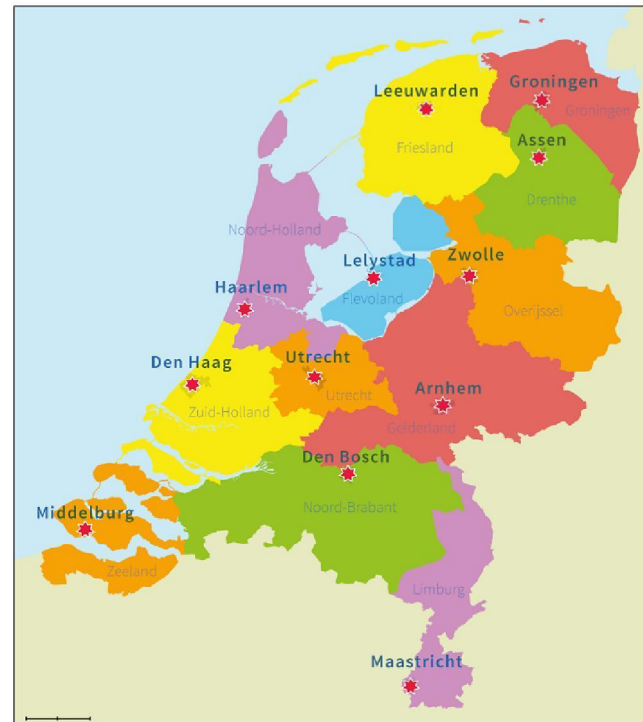 Groningen
Leeuwarden
Groningen
Assen
Friesland
Drenthe
Noord-Holland
Zwolle
Lelystad
Haarlem
Flevoland
Overijssel
Utrecht
Den Haag
Arnhem
Utrecht
Zuid-Holland
Gelderland
Den Bosch
Noord-Brabant
Middelburg
Zeeland
Limburg
Maastricht